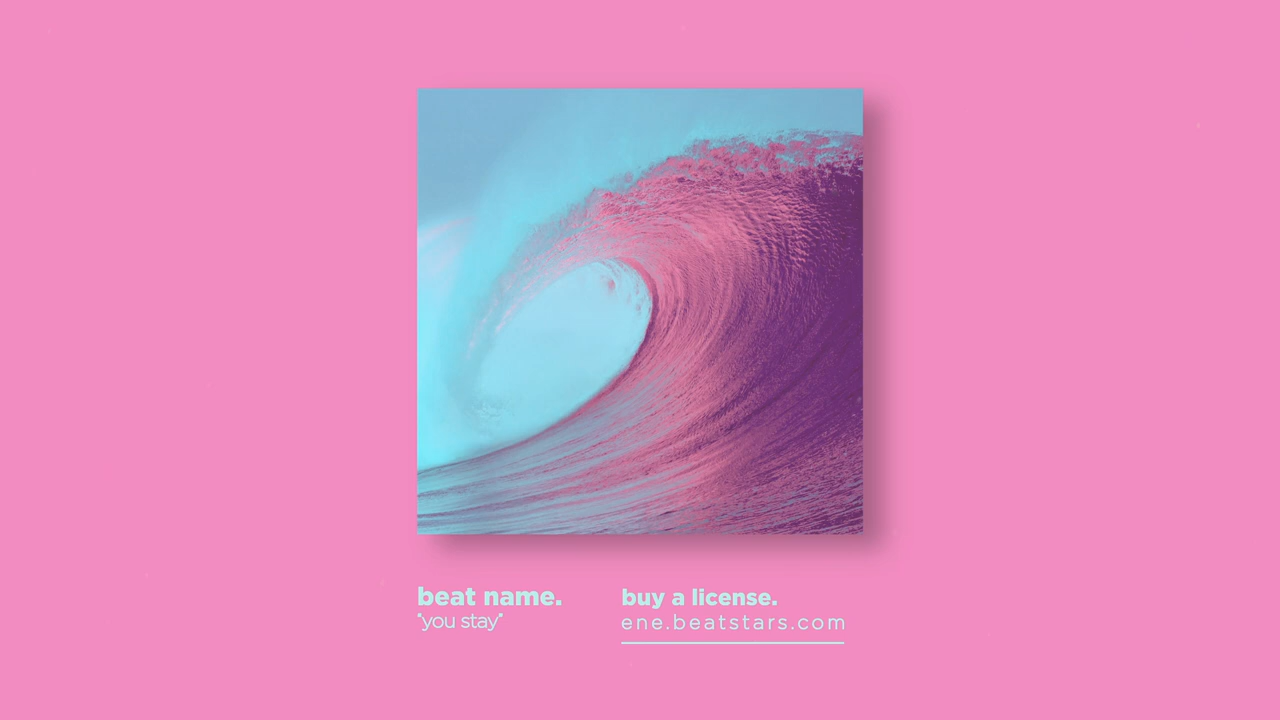 beat name.
"you stay"
buy a license.
ene.beatstars.com